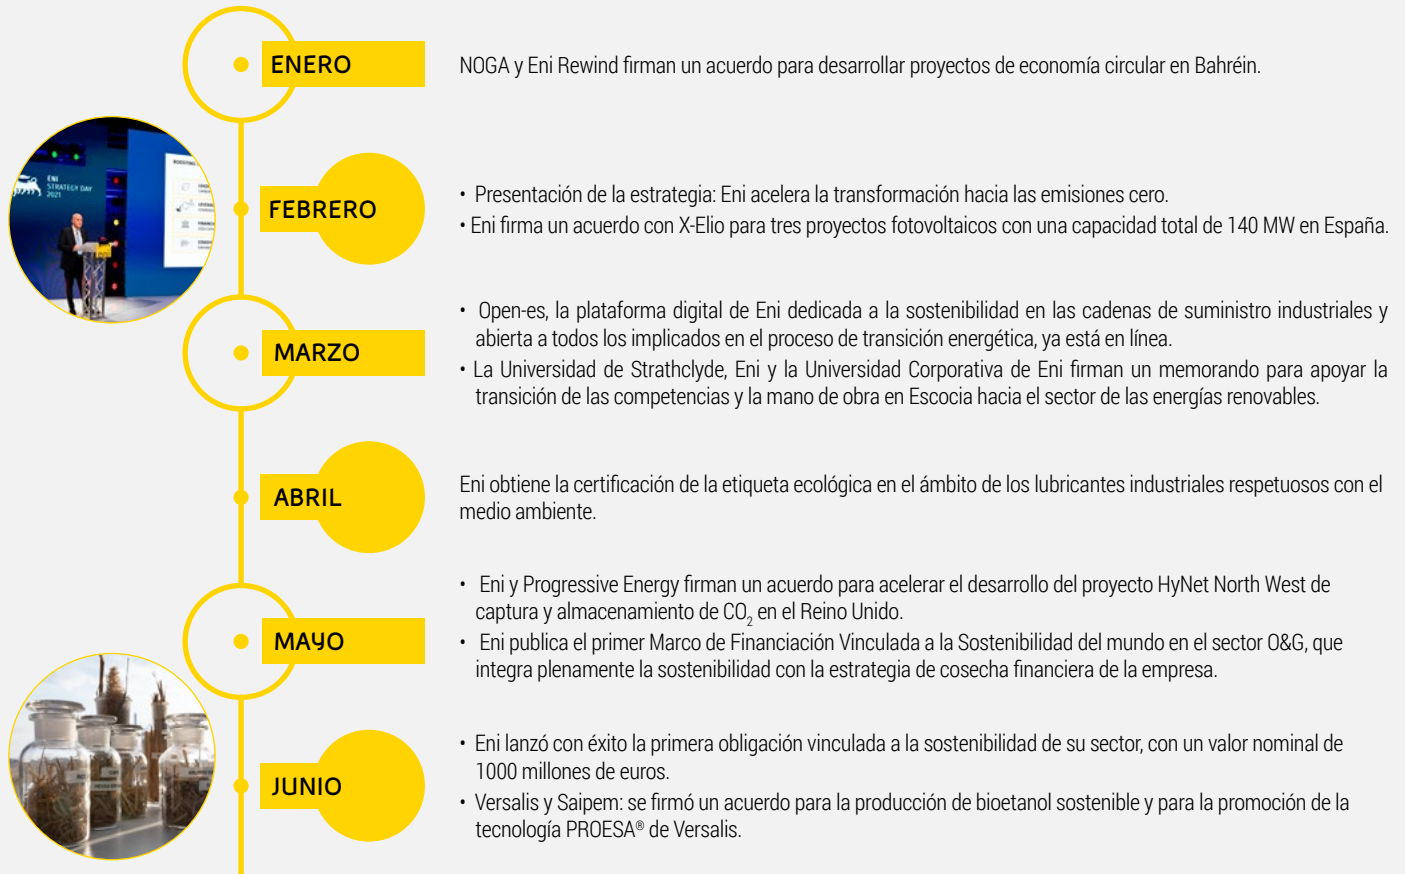 ENERO
NOGA y Eni Rewind firman un acuerdo para desarrollar proyectos de economía circular en Bahréin.
ENI
STRATEGY DAY
2021
FEBRERO
• Presentación de la estrategia: Eni acelera la transformación hacia las emisiones cero.
• Eni firma un acuerdo con X-Elio para tres proyectos fotovoltaicos con una capacidad total de 140 MW en España.
MARZO
• Open-es, la plataforma digital de Eni dedicada a la sostenibilidad en las cadenas de suministro industriales y
abierta a todos los implicados en el proceso de transición energética, ya está en línea.
• La Universidad de Strathclyde, Eni y la Universidad Corporativa de Eni firman un memorando para apoyar la
transición de las competencias y la mano de obra en Escocia hacia el sector de las energías renovables.
ABRIL
Eni obtiene la certificación de la etiqueta ecológica en el ámbito de los lubricantes industriales respetuosos con el
medio ambiente.
MAYO
• Eni y Progressive Energy firman un acuerdo para acelerar el desarrollo del proyecto HyNet North West de
captura y almacenamiento de CO₂ en el Reino Unido.
• Eni publica el primer Marco de Financiación Vinculada a la Sostenibilidad del mundo en el sector O&G, que
integra plenamente la sostenibilidad con la estrategia de cosecha financiera de la empresa.
JUNIO
• Eni lanzó con éxito la primera obligación vinculada a la sostenibilidad de su sector, con un valor nominal de
1000 millones de euros.
• Versalis y Saipem: se firmó un acuerdo para la producción de bioetanol sostenible y para la promoción de la
tecnología PROESA® de Versalis.